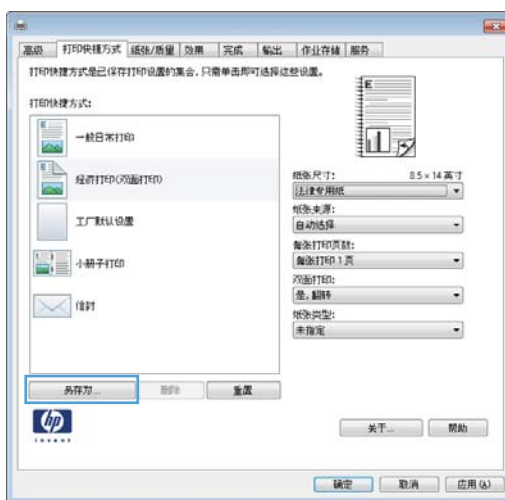 高级 打印快捷方式 纸张/质量 效果 完成 输出 作业存储 服务
打印快捷方式是已保存打印设置的集合,只需单击即可选择这些设置。
打印快捷方式:
一般日常打印
经济打印(双面打印)
工厂默认设置
小册子打印
信封
另存为... 删除 重置
纸张尺寸: 8.5 × 14 英寸
法律专用纸
纸张来源:
自动选择
每张打印页数:
每张打印 1 页
双面打印:
是,翻转
纸张类型:
未指定
hp
invent
关于... 帮助
确定 取消 应用(A)